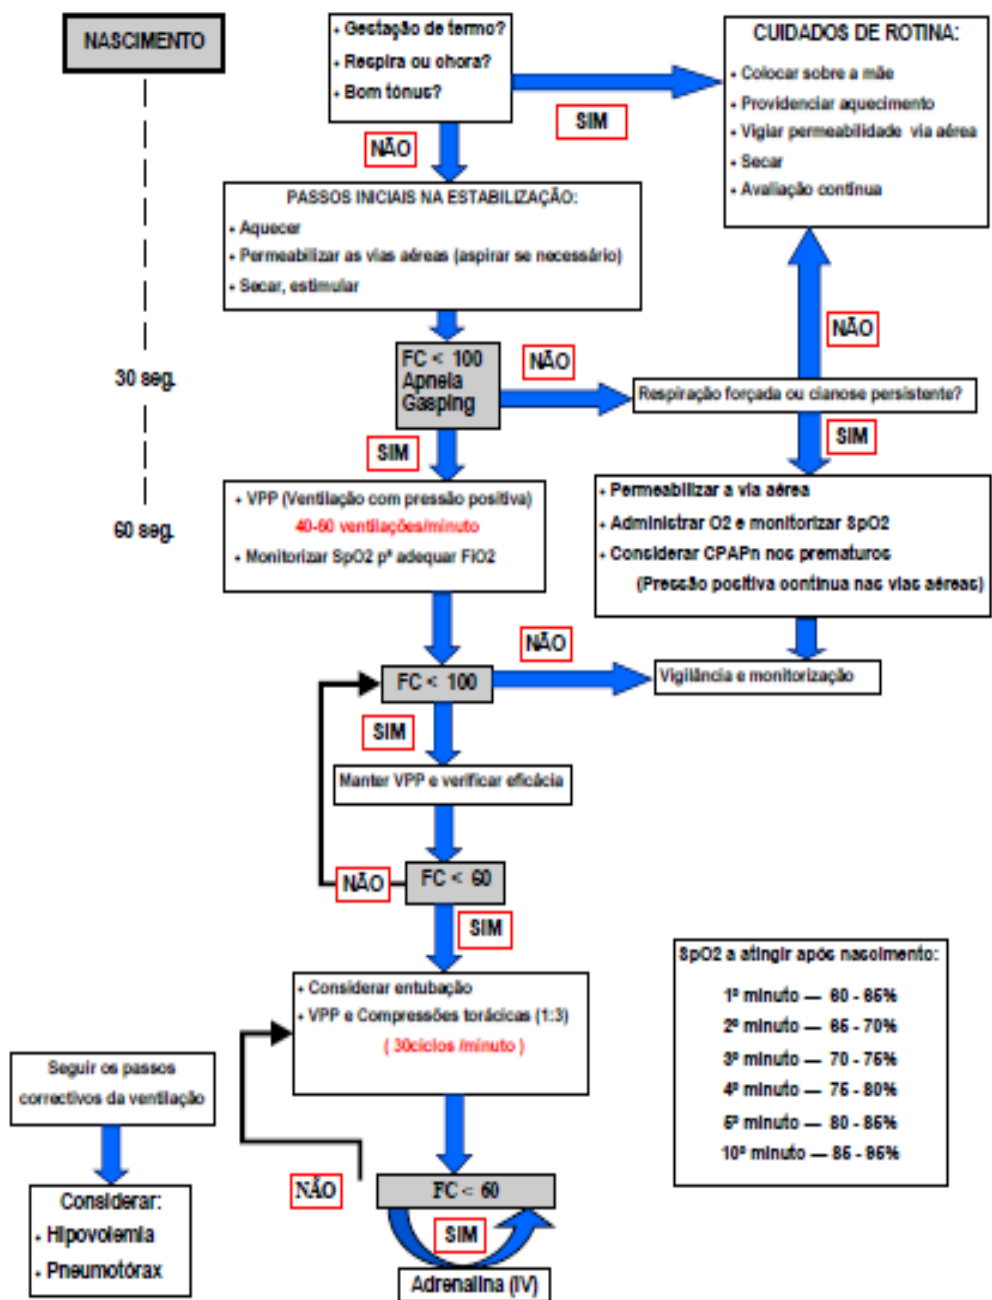 NASCIMENTO
• Gestação de termo?
• Respira ou chora?
• Bom tónus?
SIM
NÃO
CUIDADOS DE ROTINA:
• Colocar sobre a mãe
• Providenciar aquecimento
• Vigiar permeabilidade via aérea
• Secar
• Avaliação contínua
PASSOS INICIAIS NA ESTABILIZAÇÃO:
• Aquecer
• Permeabilizar as vias aéreas (aspirar se necessário)
• Secar, estimular
30 seg.
FC < 100
Apneia
Gasping
NÃO
NÃO
Respiração forçada ou cianose persistente?
SIM
SIM
60 seg.
• VPP (Ventilação com pressão positiva)
40-60 ventilações/minuto
• Monitorizar SpO2 pª adequar FiO2
• Permeabilizar a via aérea
• Administrar O2 e monitorizar SpO2
• Considerar CPAPn nos prematuros
(Pressão positiva contínua nas vias aéreas)
FC < 100
NÃO
Vigilância e monitorização
SIM
Manter VPP e verificar eficácia
NÃO
FC < 60
SIM
• Considerar entubação
• VPP e Compressões torácicas (1:3)
( 30ciclos /minuto )
SpO2 a atingir após nascimento:
1º minuto — 60 - 65%
2º minuto — 65 - 70%
3º minuto — 70 - 75%
4º minuto — 75 - 80%
5º minuto — 80 - 85%
10º minuto — 85 - 95%
Seguir os passos
correctivos da ventilação
Considerar:
• Hipovolemia
• Pneumotórax
NÃO
FC < 60
SIM
Adrenalina (IV)